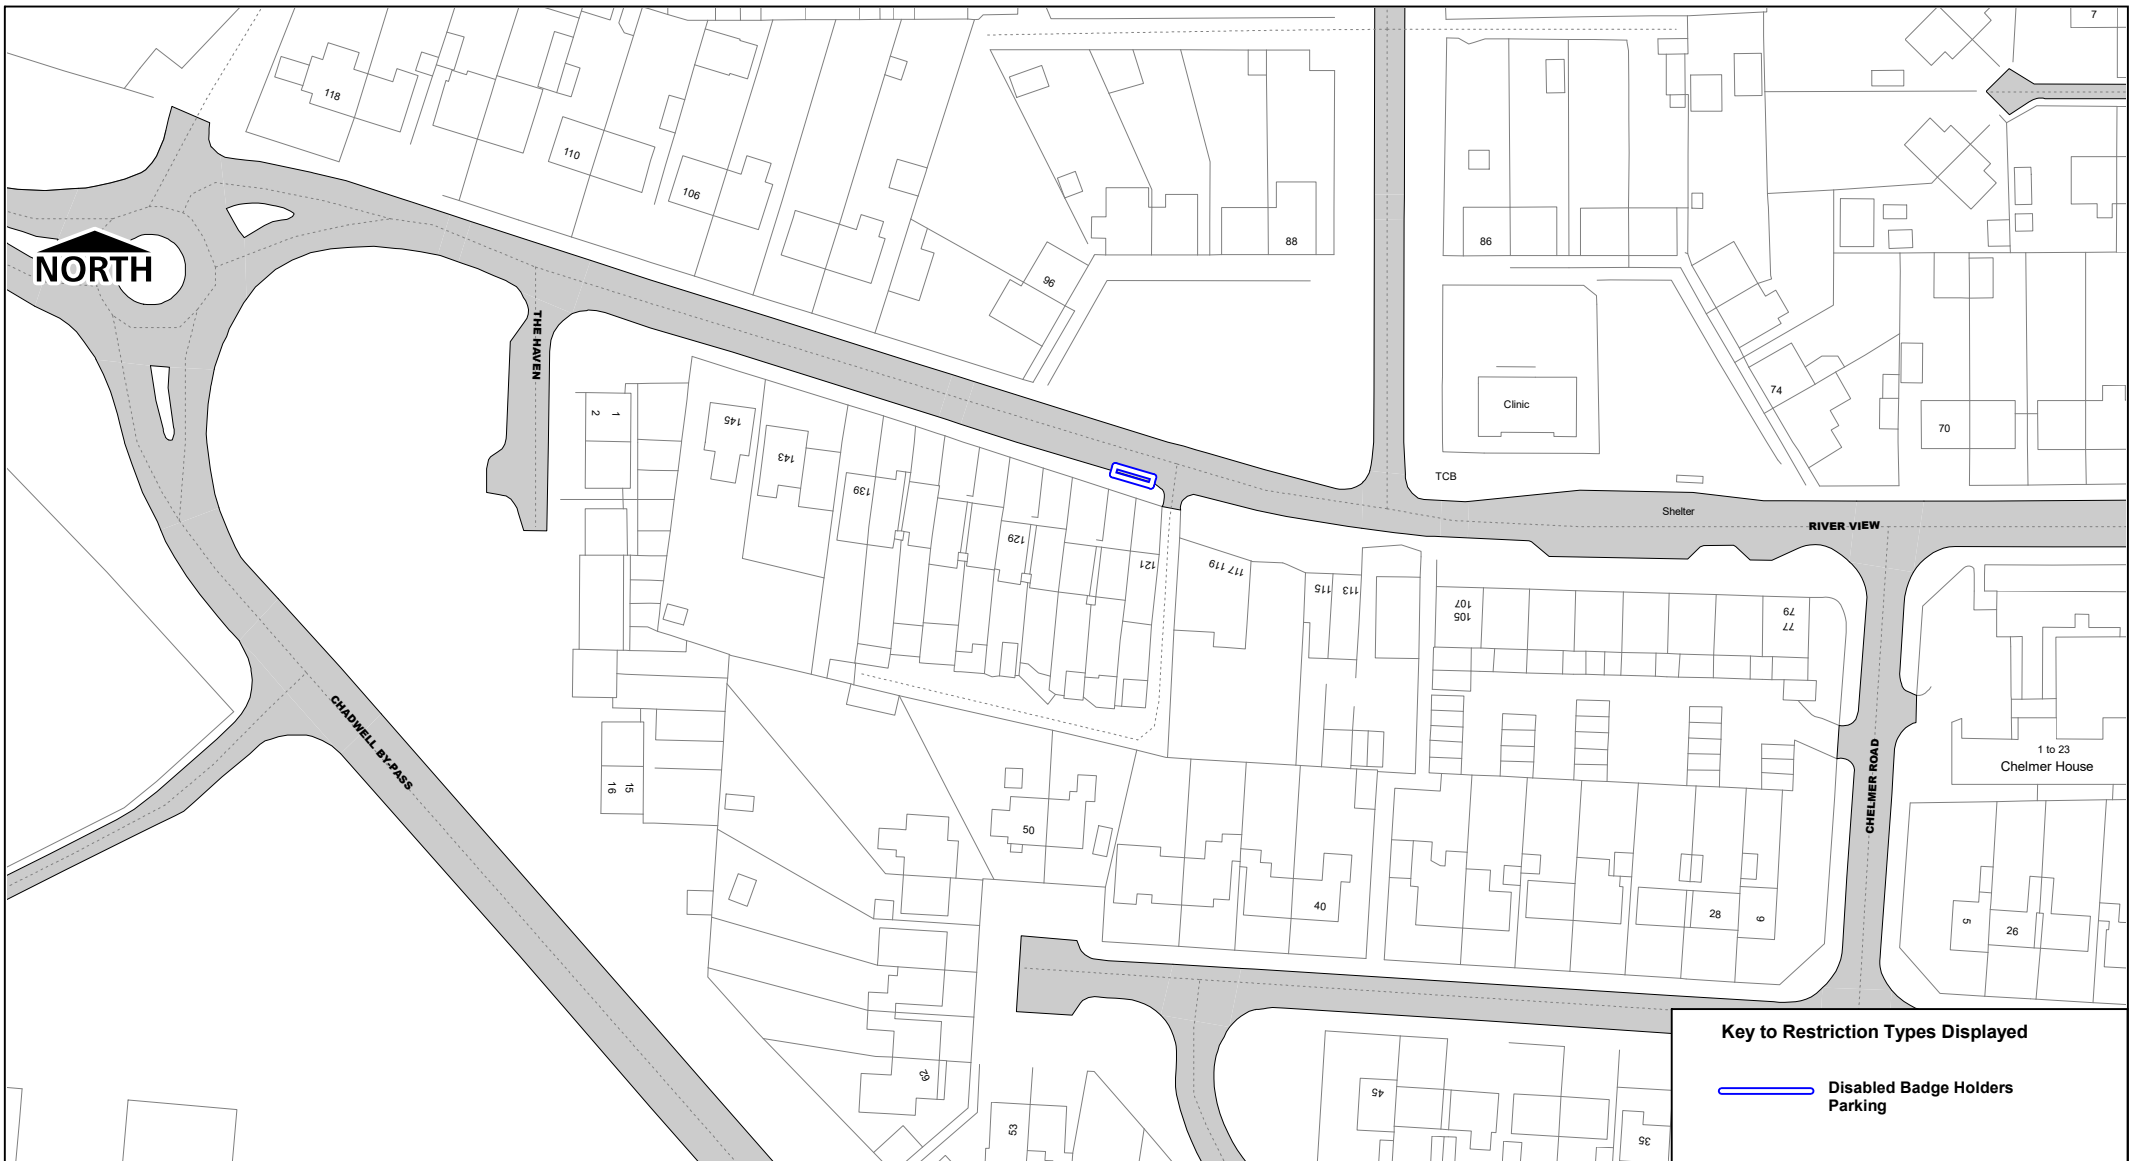 7
118
110
106
96
88
86
NORTH
THE HAVEN
Clinic
74
70
TCB
Shelter
RIVER VIEW
1
2
145
143
139
129
121
117 119
115
113
107
105
79
77
CHADWELL BY-PASS
CHELMER ROAD
1 to 23
Chelmer House
15
16
50
40
28
9
5
26
62
53
45
35
Key to Restriction Types Displayed
Disabled Badge Holders
Parking